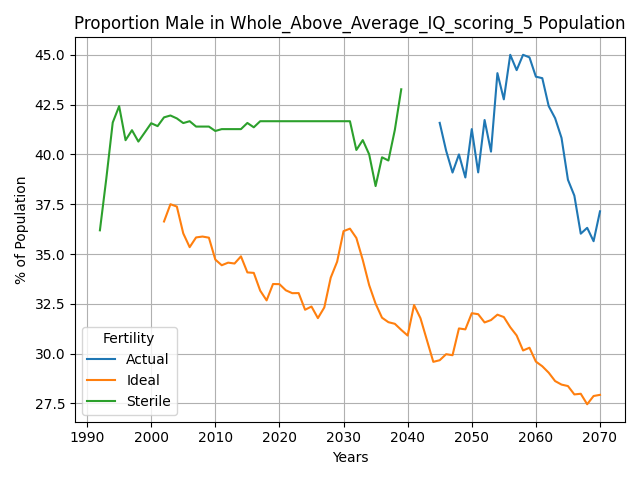 Proportion Male in Whole_Above_Average_IQ_scoring_5 Population
% of Population
45.0
42.5
40.0
37.5
35.0
32.5
30.0
27.5
Fertility
Actual
Ideal
Sterile
1990 2000 2010 2020 2030 2040 2050 2060 2070
Years